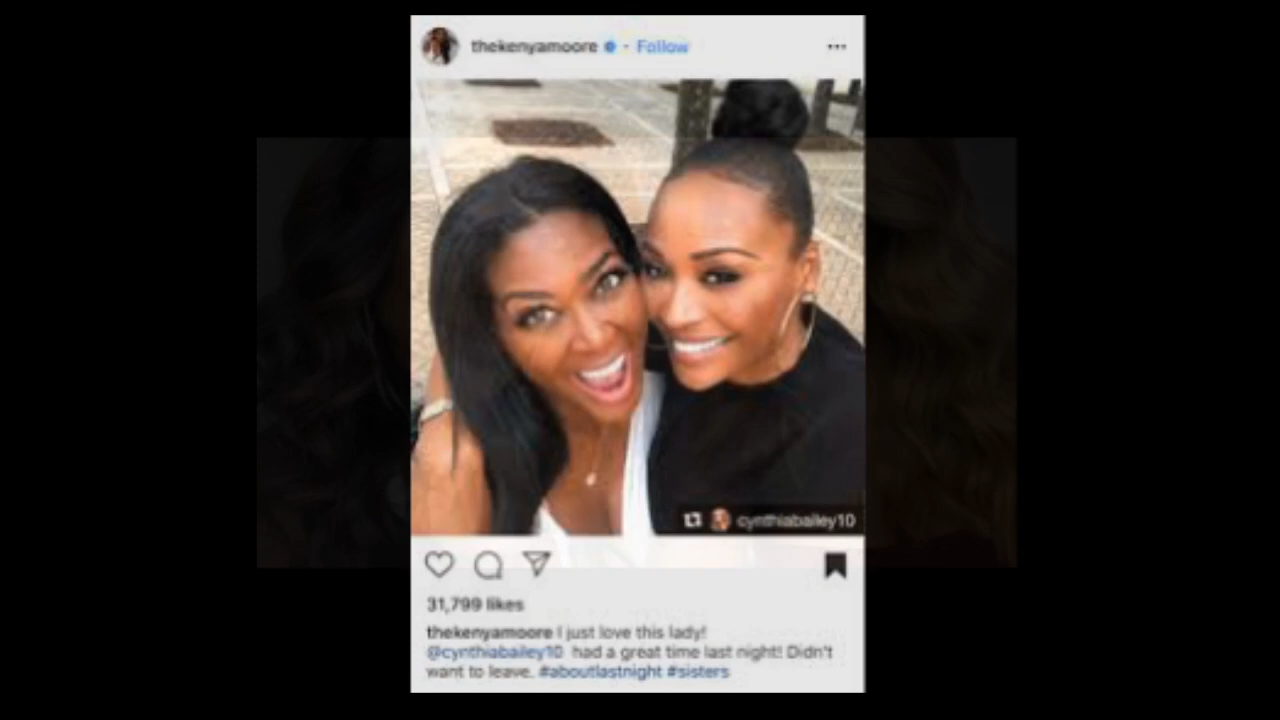 thekenyamoore · Follow
cynthiabailey10
31,799 likes
thekenyamoore I just love this lady!
@cynthiabailey10 had a great time last night! Didn't
want to leave. #aboutlastnight #sisters